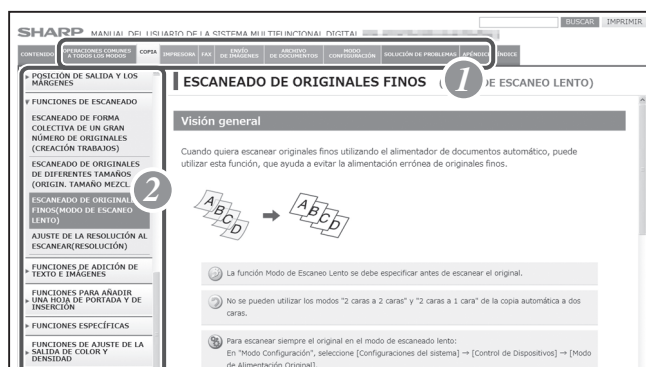 BUSCAR IMPRIMIR
SHARP MANUAL DEL USUARIO DE LA SISTEMA MULTIFUNCIONAL DIGITAL
CONTENIDO OPERACIONES COMUNES A TODOS LOS MODOS COPIA IMPRESORA FAX ENVÍO DE IMÁGENES ARCHIVO DE DOCUMENTOS MODO CONFIGURACIÓN SOLUCIÓN DE PROBLEMAS APÉNDICE ÍNDICE
1
POSICIÓN DE SALIDA Y LOS
MÁRGENES
FUNCIONES DE ESCANEADO
ESCANEADO DE FORMA
COLECTIVA DE UN GRAN
NÚMERO DE ORIGINALES
(CREACIÓN TRABAJOS)
ESCANEADO DE ORIGINALES
DE DIFERENTES TAMAÑOS
(ORIGIN. TAMAÑO MEZCL.
2
ESCANEADO DE ORIGINAL
FINOS(MODO DE ESCANEO
LENTO)
AJUSTE DE LA RESOLUCIÓN AL
ESCANEAR(RESOLUCIÓN)
FUNCIONES DE ADICIÓN DE
TEXTO E IMÁGENES
FUNCIONES PARA AÑADIR
UNA HOJA DE PORTADA Y DE
INSERCIÓN
FUNCIONES ESPECÍFICAS
FUNCIONES DE AJUSTE DE LA
SALIDA DE COLOR Y
DENSIDAD
ESCANEADO DE ORIGINALES FINOS ( DE ESCANEO LENTO)
Visión general
Cuando quiera escanear originales finos utilizando el alimentador de documentos automático, puede
utilizar esta función, que ayuda a evitar la alimentación errónea de originales finos.
A B C D A B C D
La función Modo de Escaneo Lento se debe especificar antes de escanear el original.
No se pueden utilizar los modos "2 caras a 2 caras" y "2 caras a 1 cara" de la copia automática a dos
caras.
Para escanear siempre el original en el modo de escaneado lento:
En "Modo Configuración", seleccione [Configuraciones del sistema] → [Control de Dispositivos] → [Modo
de Alimentación Original].